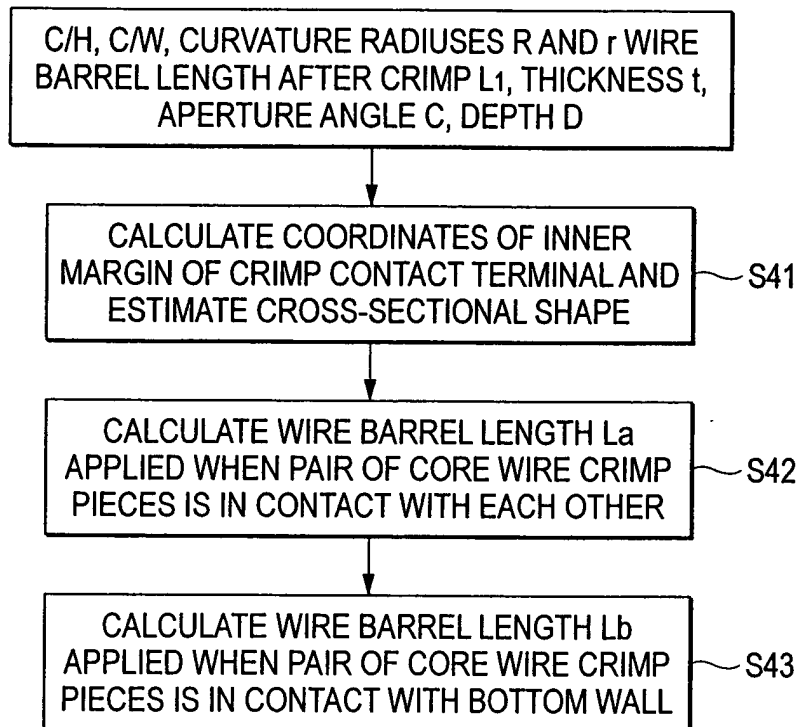 C/H, C/W, CURVATURE RADIUSES R AND r WIRE
BARREL LENGTH AFTER CRIMP L1, THICKNESS t,
APERTURE ANGLE C, DEPTH D
CALCULATE COORDINATES OF INNER
MARGIN OF CRIMP CONTACT TERMINAL AND
ESTIMATE CROSS-SECTIONAL SHAPE
S41
CALCULATE WIRE BARREL LENGTH La
APPLIED WHEN PAIR OF CORE WIRE CRIMP
PIECES IS IN CONTACT WITH EACH OTHER
S42
CALCULATE WIRE BARREL LENGTH Lb
APPLIED WHEN PAIR OF CORE WIRE CRIMP
PIECES IS IN CONTACT WITH BOTTOM WALL
S43